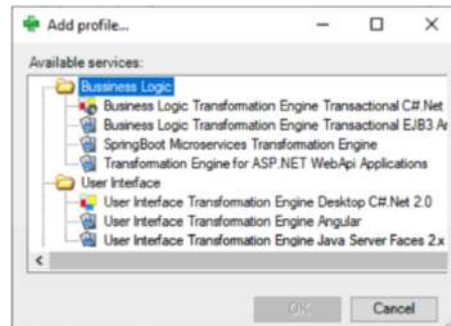 Add profile...
Available services:
Bussiness Logic
Business Logic Transformation Engine Transactional C#.Net
Business Logic Transformation Engine Transactional EJB3 Ar
SpringBoot Microservices Transformation Engine
Transformation Engine for ASP.NET WebApi Applications
User Interface
User Interface Transformation Engine Desktop C#.Net 2.0
User Interface Transformation Engine Angular
User Interface Transformation Engine Java Server Faces 2.x
OK
Cancel